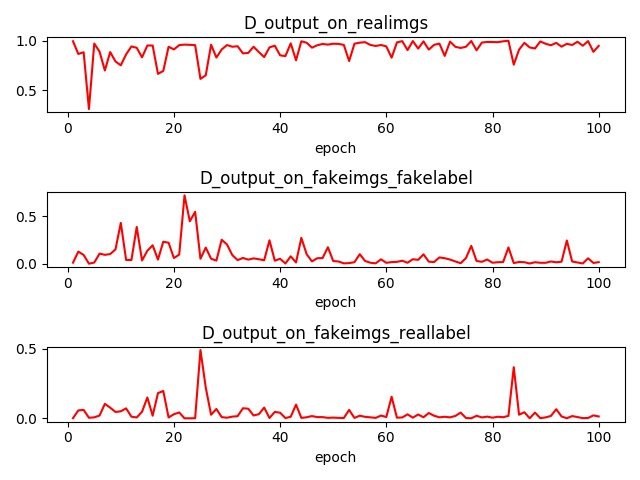 D_output_on_realimgs
1.0
0.5
0 20 40 60 80 100
epoch
D_output_on_fakeimgs_fakelabel
0.5
0.0
0 20 40 60 80 100
epoch
D_output_on_fakeimgs_reallabel
0.5
0.0
0 20 40 60 80 100
epoch